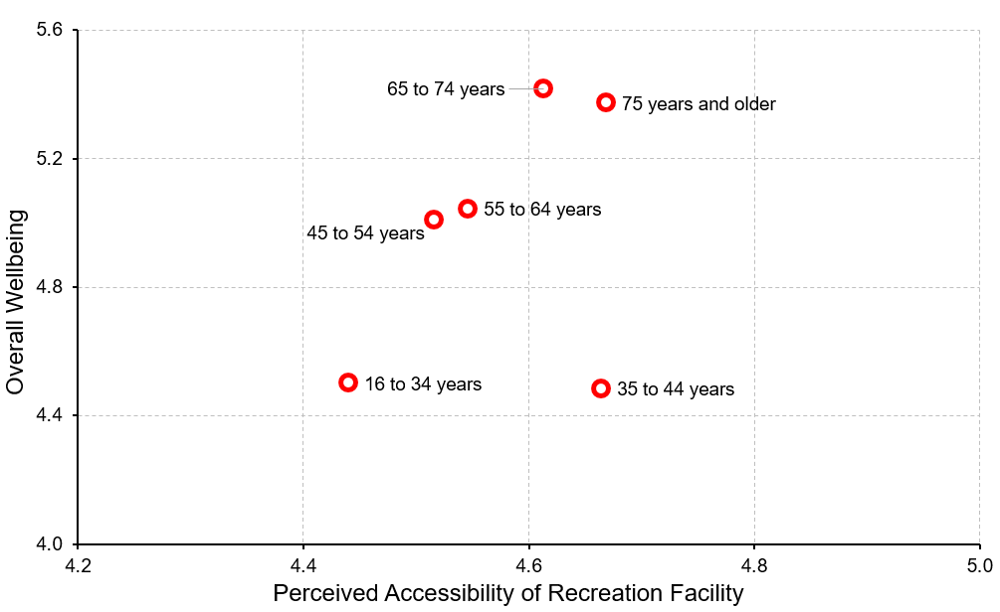 5.6
65 to 74 years
75 years and older
5.2
55 to 64 years
45 to 54 years
Overall Wellbeing
4.8
16 to 34 years
35 to 44 years
4.4
4.0
4.2
4.4
4.6
4.8
5.0
Perceived Accessibility of Recreation Facility